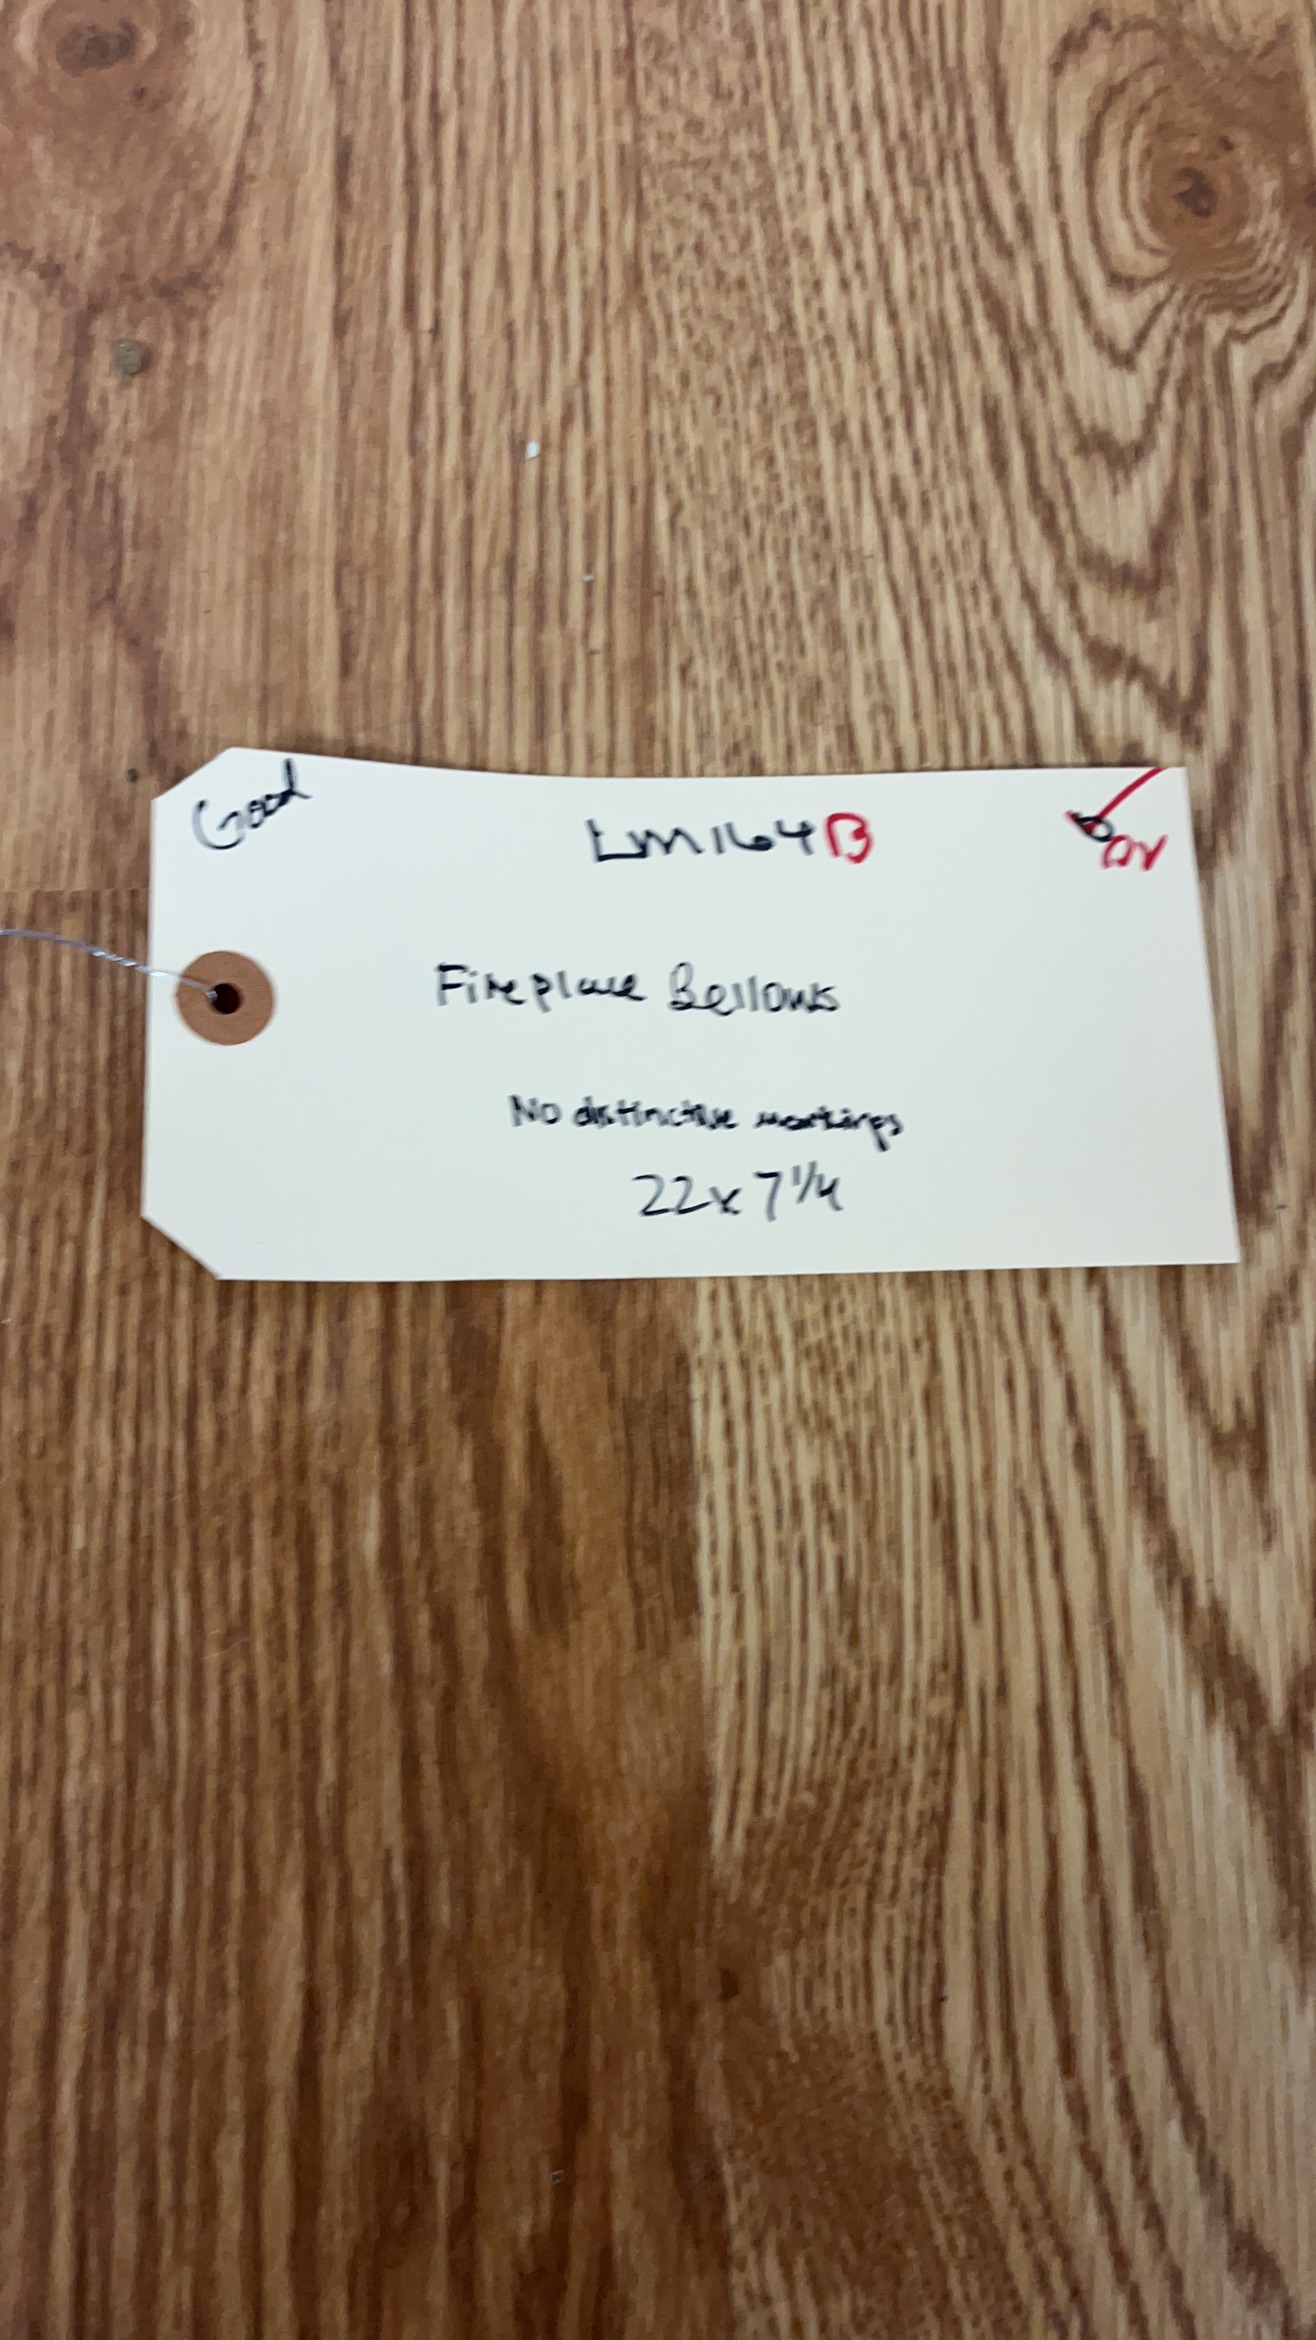 Good
LM164B
Fireplace Bellows
No distinctive markings
22x7 1/4